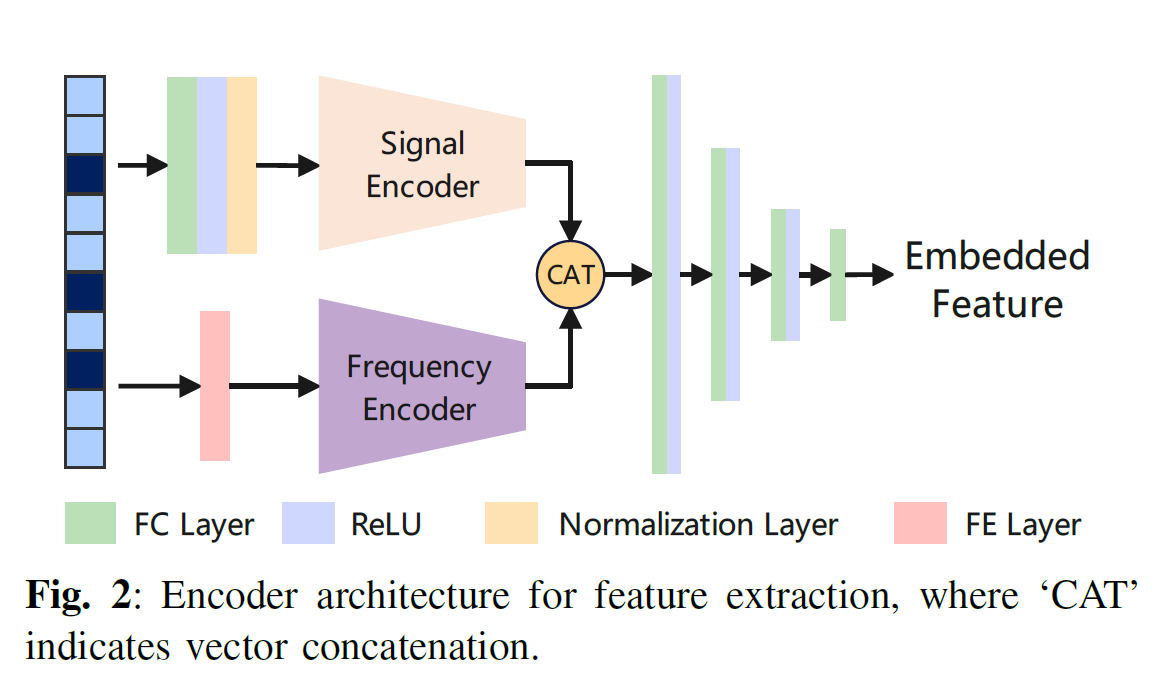 Signal
Encoder
CAT
Frequency
Encoder
Embedded
Feature
FC Layer
ReLU
Normalization Layer
FE Layer
Fig. 2: Encoder architecture for feature extraction, where ‘CAT’
indicates vector concatenation.